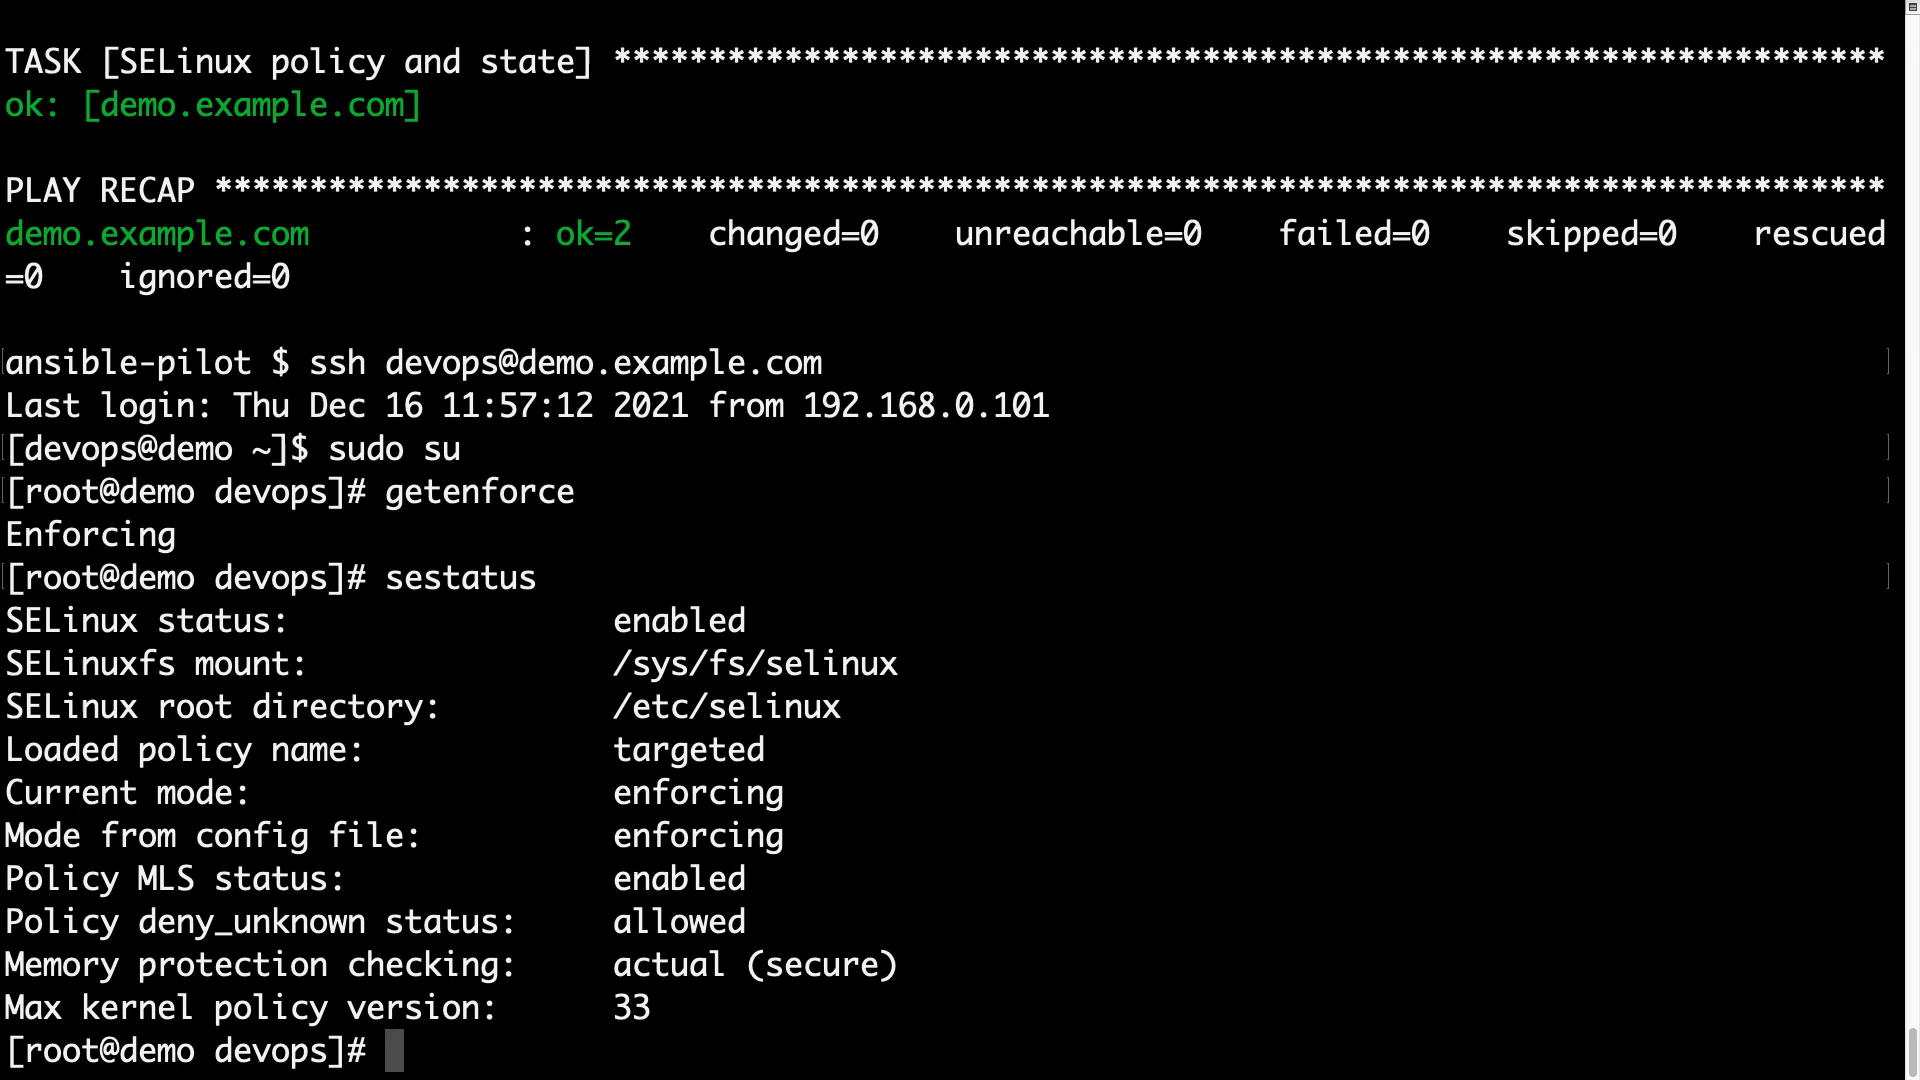 TASK [SELinux policy and state] *******************************************************************
ok: [demo.example.com]
PLAY RECAP ****************************************************************************************
demo.example.com           : ok=2    changed=0    unreachable=0    failed=0    skipped=0    rescued
=0    ignored=0
ansible-pilot $ ssh devops@demo.example.com
Last login: Thu Dec 16 11:57:12 2021 from 192.168.0.101
[devops@demo ~]$ sudo su
[root@demo devops]# getenforce
Enforcing
[root@demo devops]# sestatus
SELinux status:                 enabled
SELinuxfs mount:                /sys/fs/selinux
SELinux root directory:         /etc/selinux
Loaded policy name:             targeted
Current mode:                   enforcing
Mode from config file:          enforcing
Policy MLS status:              enabled
Policy deny_unknown status:     allowed
Memory protection checking:     actual (secure)
Max kernel policy version:      33
[root@demo devops]#